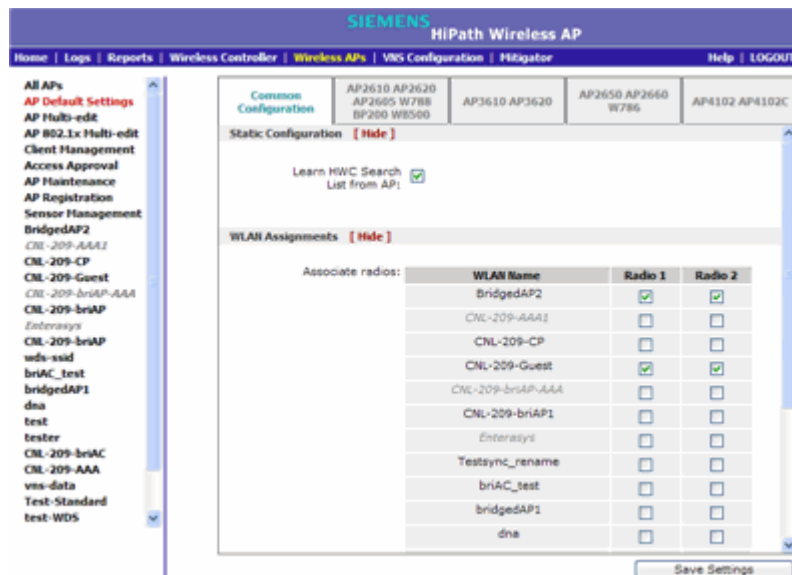 SIEMENS
HiPath Wireless AP
Home | Logs | Reports | Wireless Controller | Wireless APs | VNS Configuration | Mitigator Help | LOGOUT
All APs
AP Default Settings
AP Multi-edit
AP 802.1x Multi-edit
Client Management
Access Approval
AP Maintenance
AP Registration
Sensor Management
BridgedAP2
CNL-209-AAA1
CNL-209-CP
CNL-209-Guest
CNL-209-briAP-AAA
CNL-209-briAP
Enterasys
CNL-209-briAP
wds-ssid
briAC_test
bridgedAP1
dna
test
tester
CNL-209-briAC
CNL-209-AAA
vns-data
Test-Standard
test-WDS
Common Configuration
AP2610 AP2620 AP2605 W788 BP200 WB500
AP3610 AP3620
AP2650 AP2660 W786
AP4102 AP4102C
Static Configuration [ Hide ]
Learn HWC Search
List from AP:
WLAN Assignments [ Hide ]
Associate radios:
WLAN Name Radio 1 Radio 2
BridgedAP2
CNL-209-AAA1
CNL-209-CP
CNL-209-Guest
CNL-209-briAP-AAA
CNL-209-briAP1
Enterasys
Testsync_rename
briAC_test
bridgedAP1
dna
Save Settings